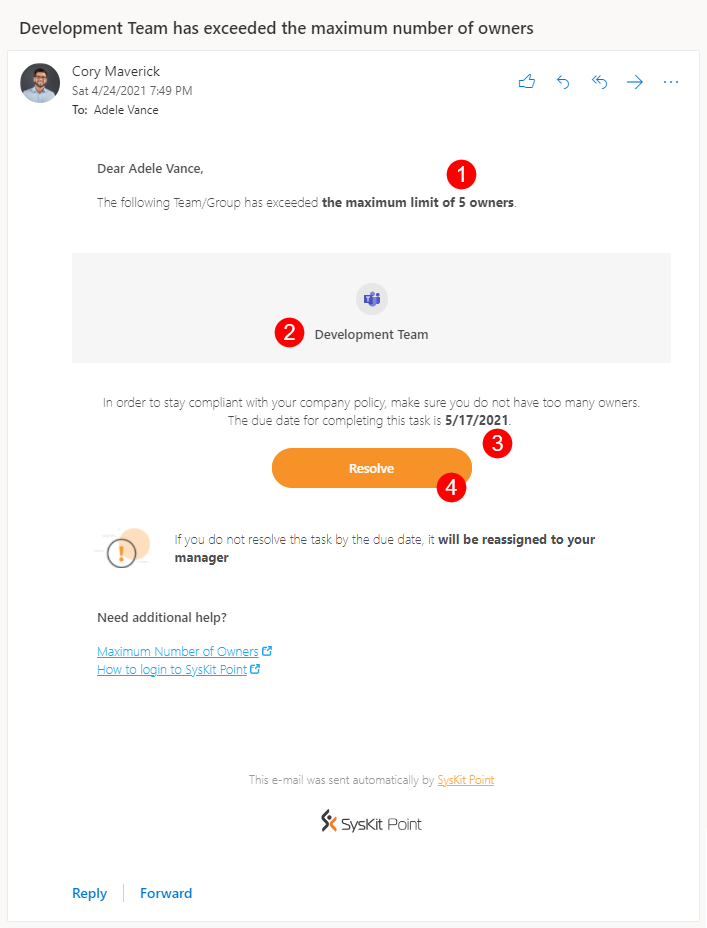 Development Team has exceeded the maximum number of owners
Cory Maverick
Sat 4/24/2021 7:49 PM
To: Adele Vance
Dear Adele Vance,
1
The following Team/Group has exceeded the maximum limit of 5 owners.
T
2
Development Team
In order to stay compliant with your company policy, make sure you do not have too many owners.
The due date for completing this task is 5/17/2021.
3
Resolve
4
If you do not resolve the task by the due date, it will be reassigned to your
manager
Need additional help?
Maximum Number of Owners
How to login to SysKit Point
This e-mail was sent automatically by SysKit Point
SysKit Point
Reply
Forward